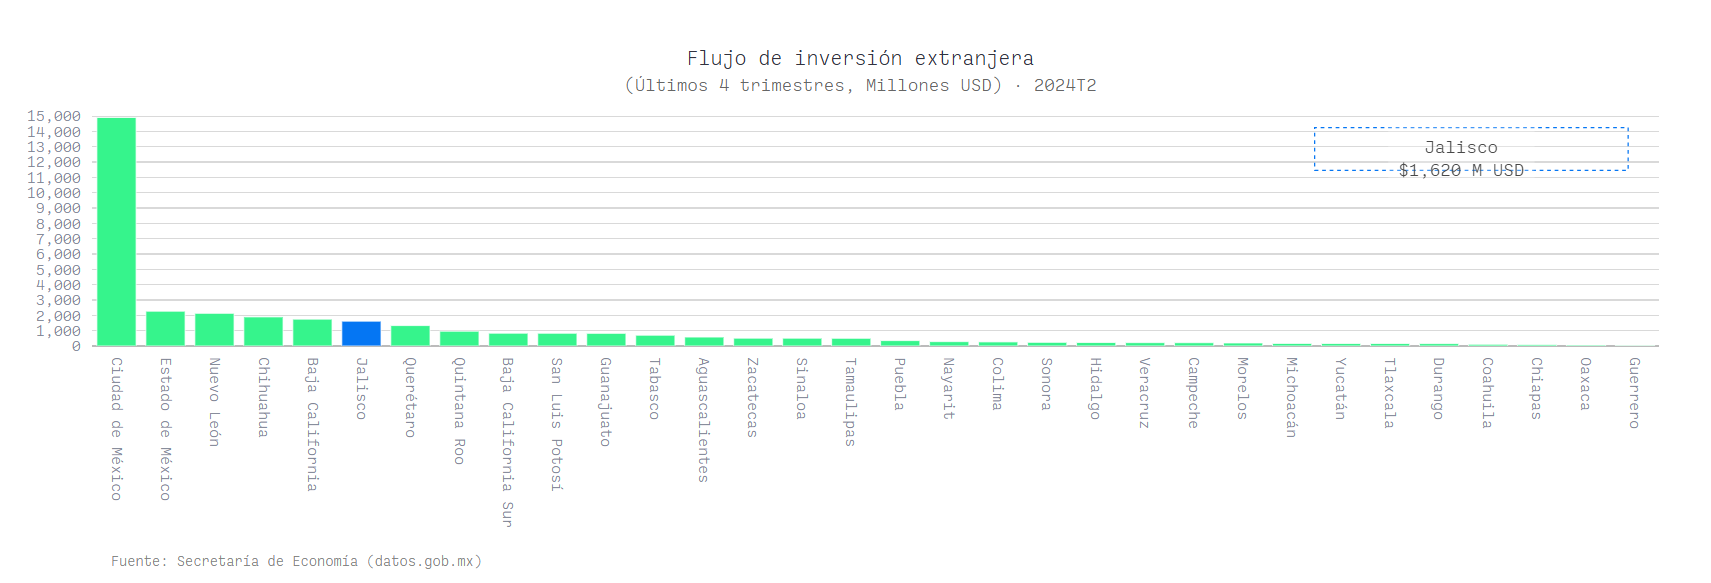 Flujo de inversión extranjera
(Últimos 4 trimestres, Millones USD) · 2024T2
15,000
14,000
13,000
12,000
11,000
10,000
9,000
8,000
7,000
6,000
5,000
4,000
3,000
2,000
1,000
0
Jalisco
$1,620 M USD
Ciudad de México
Estado de México
Nuevo León
Chihuahua
Baja California
Jalisco
Querétaro
Quintana Roo
Baja California Sur
San Luis Potosí
Guanajuato
Tabasco
Aguascalientes
Zacatecas
Sinaloa
Tamaulipas
Puebla
Nayarit
Colima
Sonora
Hidalgo
Veracruz
Campeche
Morelos
Michoacán
Yucatán
Tlaxcala
Durango
Coahuila
Chiapas
Oaxaca
Guerrero
Fuente: Secretaría de Economía (datos.gob.mx)